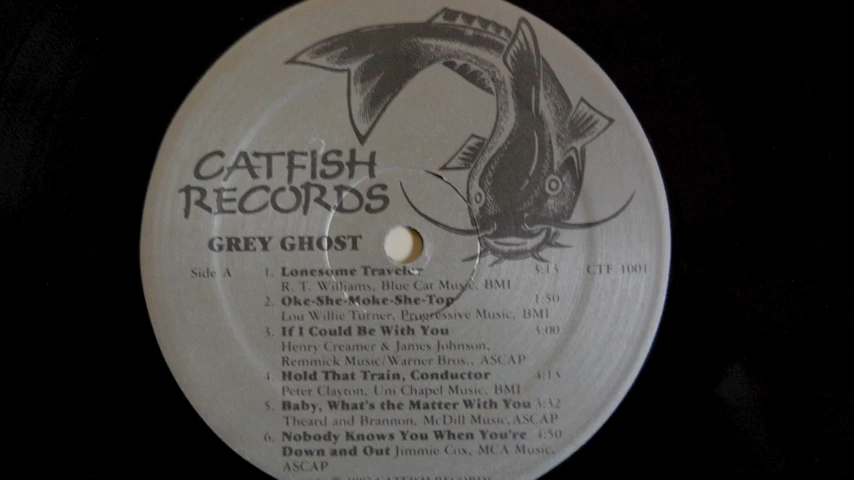 CATFISH
RECORDS
GREY GHOST
Side A
CTF 1001
1. Lonesome Traveler 3:13
R. T. Williams, Blue Cat Music, BMI
2. Oke-She-Moke-She-Top 1:50
Lou Willie Turner, Progressive Music, BMI
3. If I Could Be With You 3:00
Henry Creamer & James Johnson,
Remmick Music/Warner Bros., ASCAP
4. Hold That Train, Conductor 4:13
Peter Clayton, Uni Chapel Music, BMI
5. Baby, What's the Matter With You 3:32
Theard and Brannon, McDill Music, ASCAP
6. Nobody Knows You When You're 4:50
Down and Out Jimmie Cox, MCA Music,
ASCAP
CATFISH RECORDS